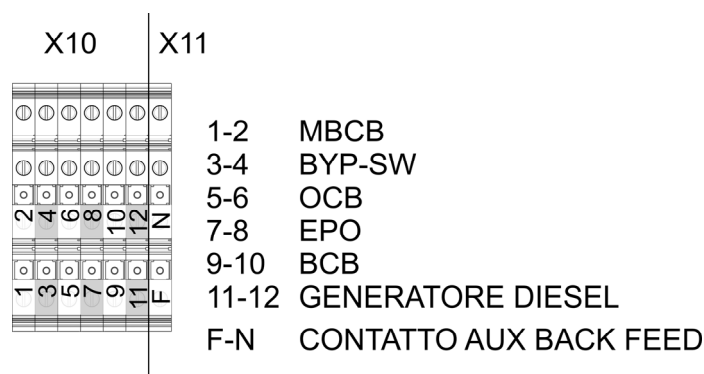 X10 X11
2 4 6 8 10 12 N
1 3 5 7 9 11 F
1-2 MBCB
3-4 BYP-SW
5-6 OCB
7-8 EPO
9-10 BCB
11-12 GENERATORE DIESEL
F-N CONTATTO AUX BACK FEED